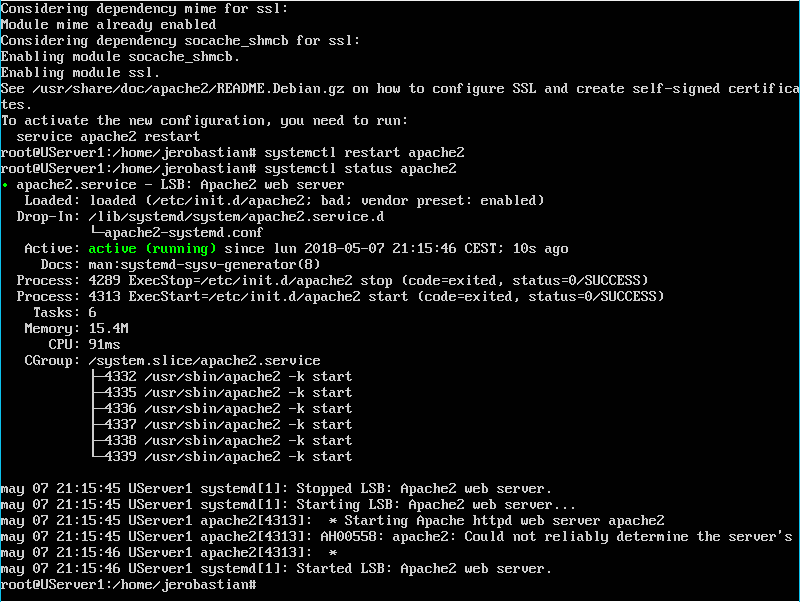 Considering dependency mime for ssl:
Module mime already enabled
Considering dependency socache_shmcb for ssl:
Enabling module socache_shmcb.
Enabling module ssl.
See /usr/share/doc/apache2/README.Debian.gz on how to configure SSL and create self-signed certifica
tes.
To activate the new configuration, you need to run:
  service apache2 restart
root@UServer1:/home/jerobastian# systemctl restart apache2
root@UServer1:/home/jerobastian# systemctl status apache2
● apache2.service - LSB: Apache2 web server
   Loaded: loaded (/etc/init.d/apache2; bad; vendor preset: enabled)
  Drop-In: /lib/systemd/system/apache2.service.d
           └─apache2-systemd.conf
   Active: active (running) since lun 2018-05-07 21:15:46 CEST; 10s ago
     Docs: man:systemd-sysv-generator(8)
  Process: 4289 ExecStop=/etc/init.d/apache2 stop (code=exited, status=0/SUCCESS)
  Process: 4313 ExecStart=/etc/init.d/apache2 start (code=exited, status=0/SUCCESS)
    Tasks: 6
   Memory: 15.4M
      CPU: 91ms
   CGroup: /system.slice/apache2.service
           ├─4332 /usr/sbin/apache2 -k start
           ├─4335 /usr/sbin/apache2 -k start
           ├─4336 /usr/sbin/apache2 -k start
           ├─4337 /usr/sbin/apache2 -k start
           ├─4338 /usr/sbin/apache2 -k start
           └─4339 /usr/sbin/apache2 -k start

may 07 21:15:45 UServer1 systemd[1]: Stopped LSB: Apache2 web server.
may 07 21:15:45 UServer1 systemd[1]: Starting LSB: Apache2 web server...
may 07 21:15:45 UServer1 apache2[4313]:  * Starting Apache httpd web server apache2
may 07 21:15:45 UServer1 apache2[4313]: AH00558: apache2: Could not reliably determine the server's
may 07 21:15:46 UServer1 apache2[4313]:  *
may 07 21:15:46 UServer1 systemd[1]: Started LSB: Apache2 web server.
root@UServer1:/home/jerobastian#